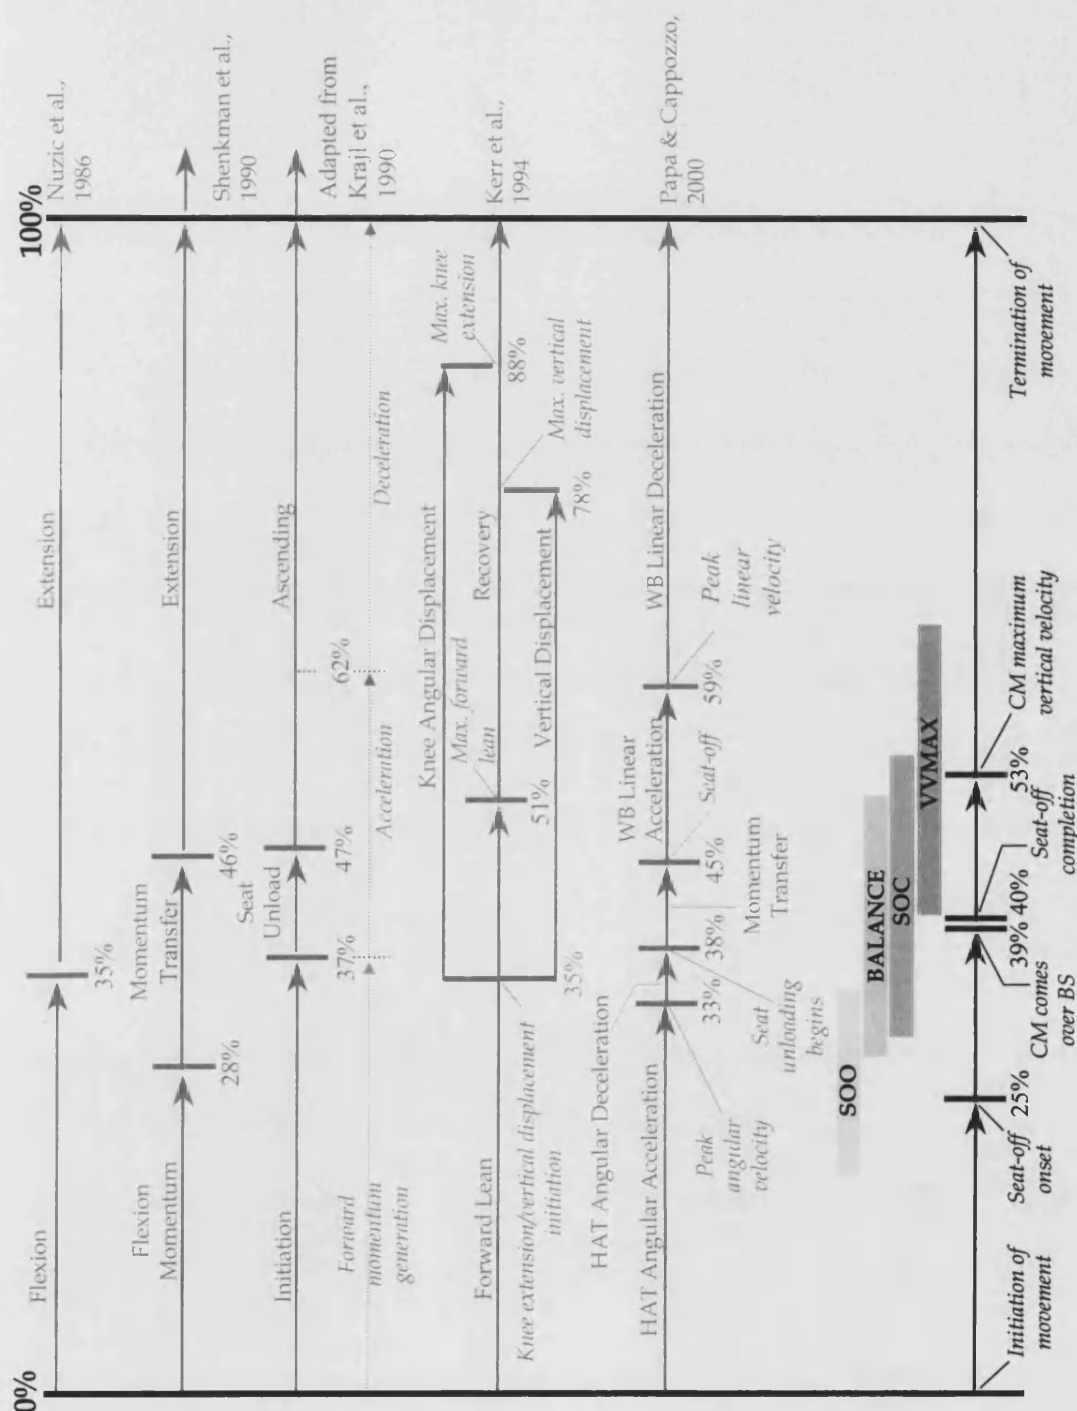 0%
100%
Flexion
35%
Extension
Nuzic et al.,
1986
Flexion
Momentum
28%
Momentum
Transfer
46%
Extension
Shenkman et al.,
1990
Initiation
37%
Seat
Unload
47%
Ascending
Adapted from
Krajl et al.,
1990
Forward
momentum
generation
Acceleration
62%
Deceleration
Forward Lean
Knee extension/vertical displacement
initiation
35%
Knee Angular Displacement
Max. forward
lean
51%
Recovery
Vertical Displacement
78%
Max. vertical
displacement
88%
Max. knee
extension
Kerr et al.,
1994
HAT Angular Acceleration
HAT Angular Deceleration
Peak
angular
velocity
33%
Seat
unloading
begins
38%
Momentum
Transfer
45%
Seat-off
WB Linear
Acceleration
59%
Peak
linear
velocity
WB Linear Deceleration
Papa & Cappozzo,
2000
SOO
BALANCE
SOC
VVMAX
Initiation of
movement
Seat-off
onset
25%
CM comes
over BS
39%
40%
Seat-off
completion
53%
CM maximum
vertical velocity
Termination of
movement